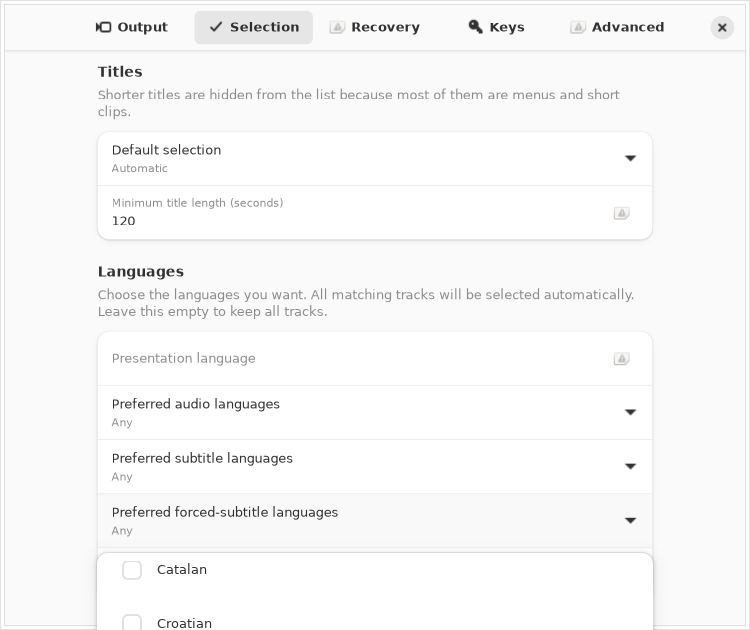 Output
Selection
Recovery
Keys
Advanced
Titles
Shorter titles are hidden from the list because most of them are menus and short
clips.
Default selection
Automatic
Minimum title length (seconds)
120
Languages
Choose the languages you want. All matching tracks will be selected automatically.
Leave this empty to keep all tracks.
Presentation language
Preferred audio languages
Any
Preferred subtitle languages
Any
Preferred forced-subtitle languages
Any
Catalan
Croatian